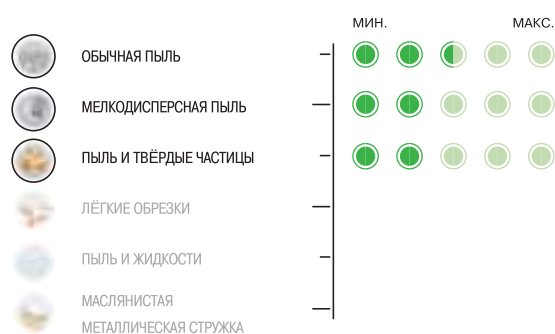 МИН. МАКС.
ОБЫЧНАЯ ПЫЛЬ
МЕЛКОДИСПЕРСНАЯ ПЫЛЬ
ПЫЛЬ И ТВЁРДЫЕ ЧАСТИЦЫ
ЛЁГКИЕ ОБРЕЗКИ
ПЫЛЬ И ЖИДКОСТИ
МАСЛЯНИСТАЯ
МЕТАЛЛИЧЕСКАЯ СТРУЖКА